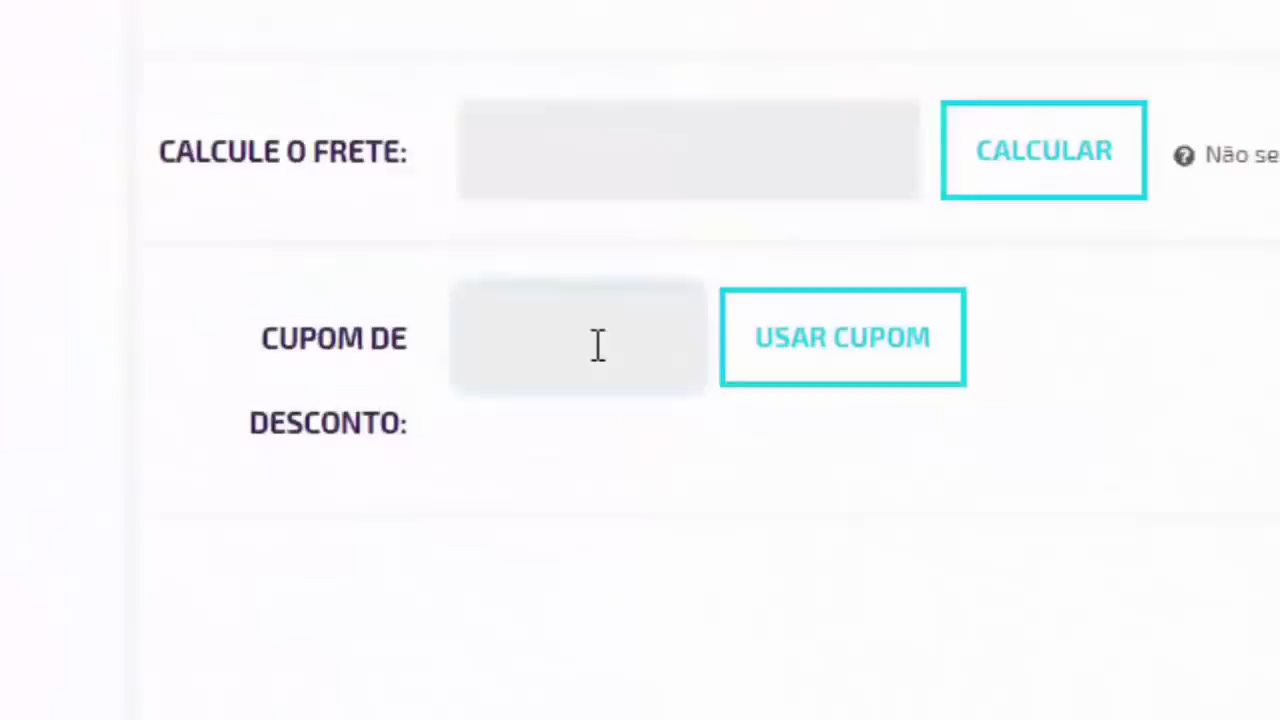 CALCULE O FRETE:
CALCULAR
Não se
CUPOM DE
USAR CUPOM
DESCONTO: